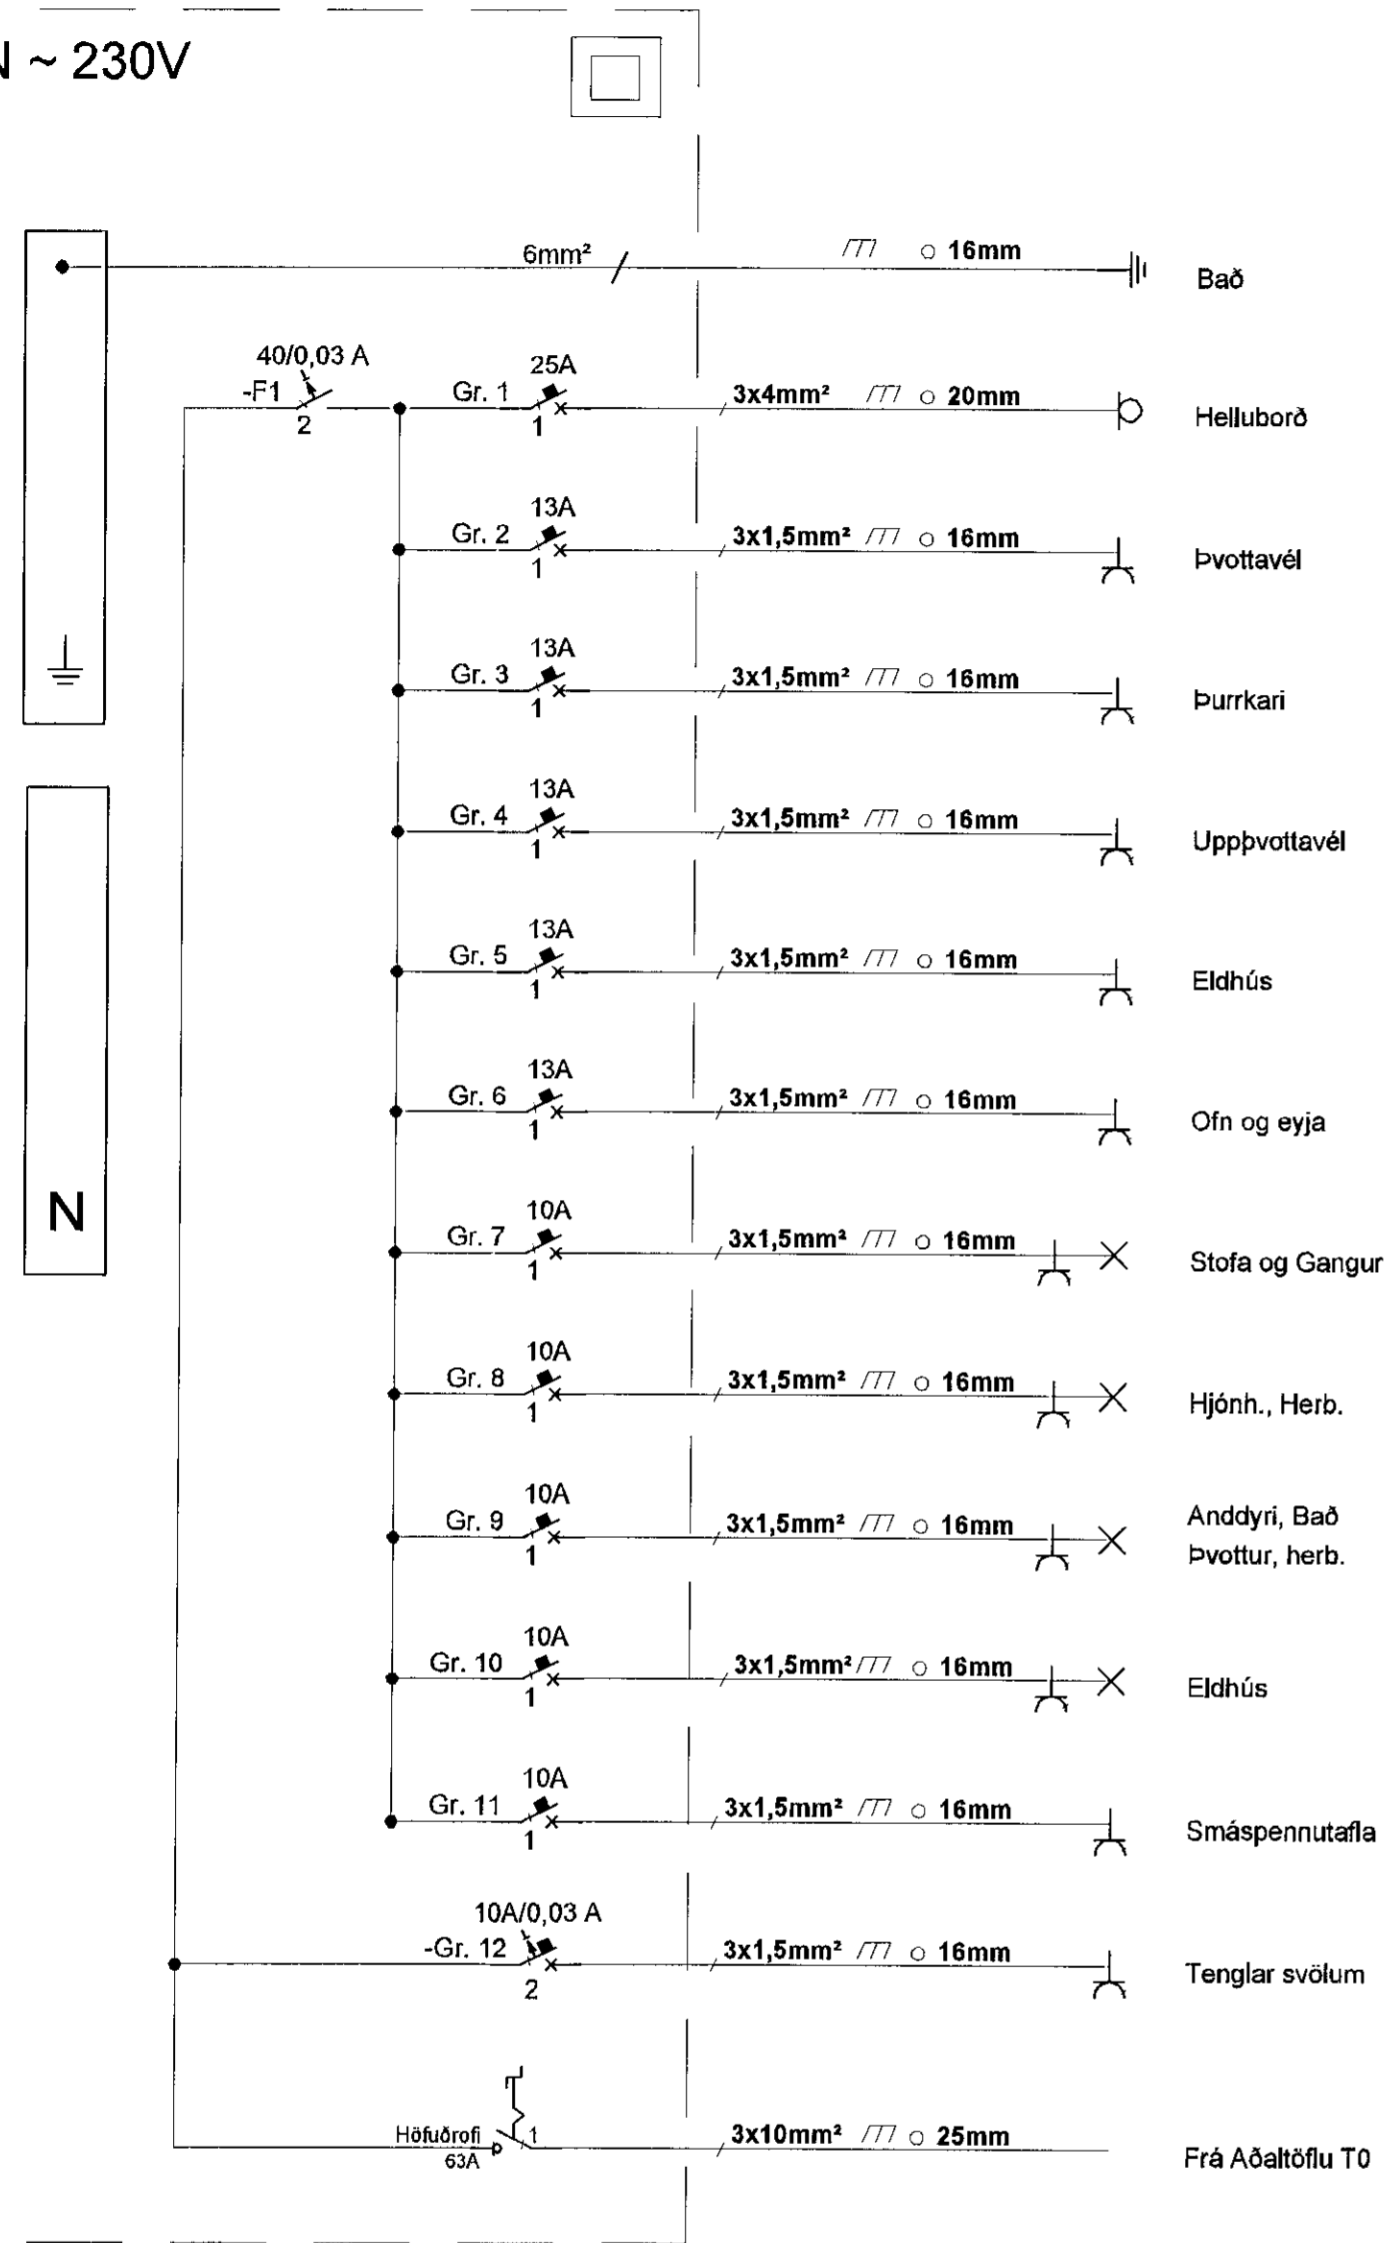 ~ 230V
6mm² 16mm Bað
40/0,03 A
-F1
2
25A
Gr. 1 3x4mm² 20mm Helluborð
1
13A
Gr. 2 3x1,5mm² 16mm Þvottavél
1
13A
Gr. 3 3x1,5mm² 16mm Þurrkari
1
13A
Gr. 4 3x1,5mm² 16mm Uppþvottavél
1
13A
Gr. 5 3x1,5mm² 16mm Eldhús
1
13A
Gr. 6 3x1,5mm² 16mm Ofn og eyja
1
N
10A
Gr. 7 3x1,5mm² 16mm Stofa og Gangur
1
10A
Gr. 8 3x1,5mm² 16mm Hjónh., Herb.
1
10A
Gr. 9 3x1,5mm² 16mm Anddyri, Bað
Þvottur, herb.
1
10A
Gr. 10 3x1,5mm² 16mm Eldhús
1
10A
Gr. 11 3x1,5mm² 16mm Smáspennutafla
1
10A/0,03 A
-Gr. 12 3x1,5mm² 16mm Tenglar svölum
2
Höfuðrofi 1 3x10mm² 25mm Frá Aðaltöflu T0
63A